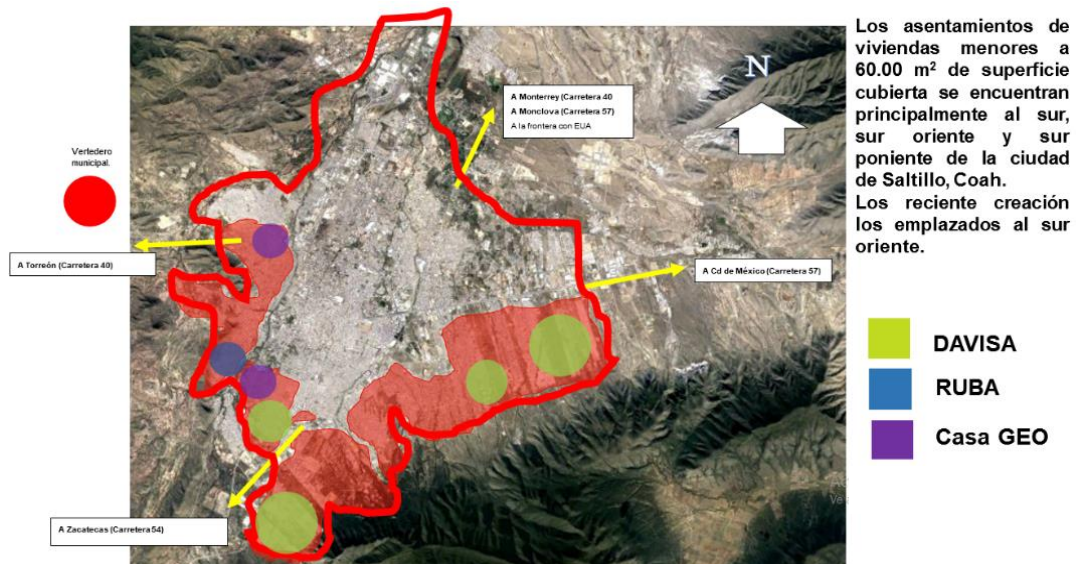 Vertedero
municipal.
A Torreón (Carretera 40)
A Zacatecas (Carretera 54)
A Monterrey (Carretera 40
A Monclova (Carretera 57)
A la frontera con EUA
N
A Cd de México (Carretera 57)
Los asentamientos de
viviendas menores a
60.00 m² de superficie
cubierta se encuentran
principalmente al sur,
sur oriente y sur
poniente de la ciudad
de Saltillo, Coah.
Los reciente creación
los emplazados al sur
oriente.
DAVISA
RUBA
Casa GEO